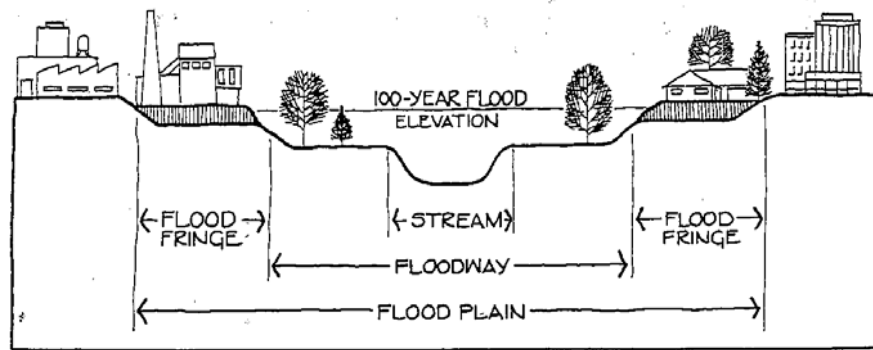 100-YEAR FLOOD
ELEVATION
FLOOD
FRINGE
STREAM
FLOOD
FRINGE
FLOODWAY
FLOOD PLAIN